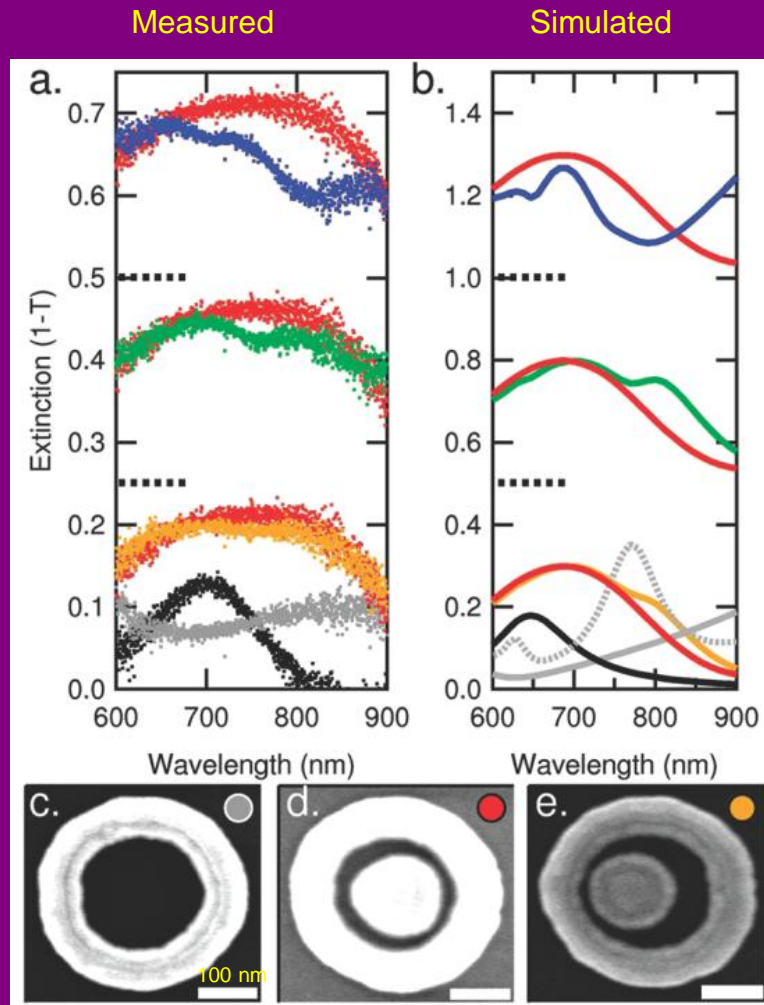 Measured Simulated
a. b.
0.7 1.4
0.6 1.2
0.5 1.0
0.4 0.8
0.3 0.6
0.2 0.4
0.1 0.2
0.0 0.0
Extinction (1-T)
600 700 800 900 600 700 800 900
Wavelength (nm) Wavelength (nm)
c. d. e.
100 nm